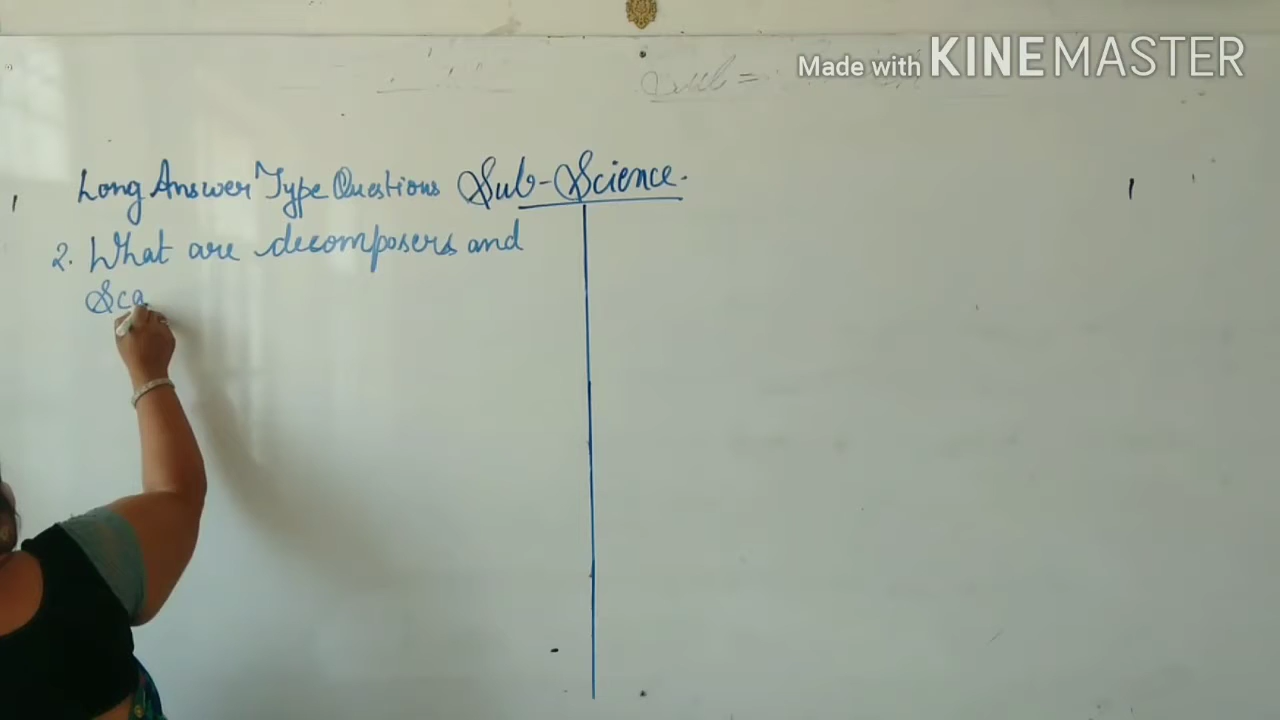 Made with KINEMASTER
Long Answer Type Questions Sub-Science.
2. What are decomposers and
Sca